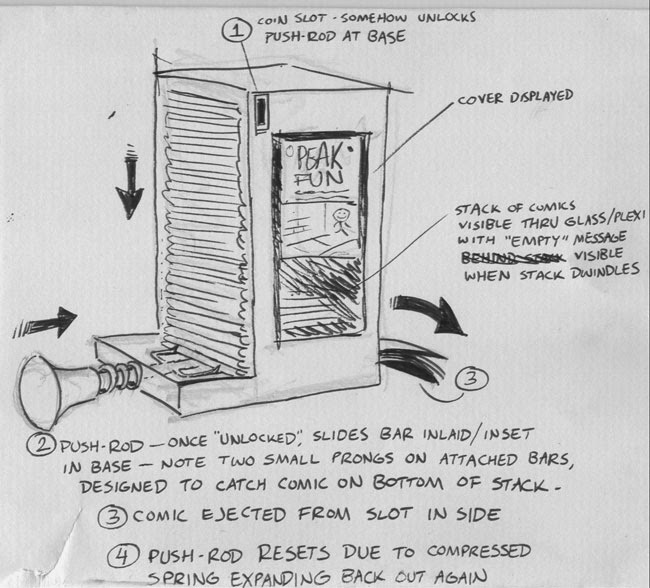 ① COIN SLOT - SOMEHOW UNLOCKS
PUSH-ROD AT BASE
COVER DISPLAYED
PEAK
FUN
STACK OF COMICS
VISIBLE THRU GLASS/PLEXI
WITH "EMPTY" MESSAGE
BEHIND STACK VISIBLE
WHEN STACK DWINDLES
③
② PUSH-ROD — ONCE "UNLOCKED", SLIDES BAR INLAID/INSET
IN BASE — NOTE TWO SMALL PRONGS ON ATTACHED BARS,
DESIGNED TO CATCH COMIC ON BOTTOM OF STACK.
③ COMIC EJECTED FROM SLOT IN SIDE
④ PUSH-ROD RESETS DUE TO COMPRESSED
SPRING EXPANDING BACK OUT AGAIN